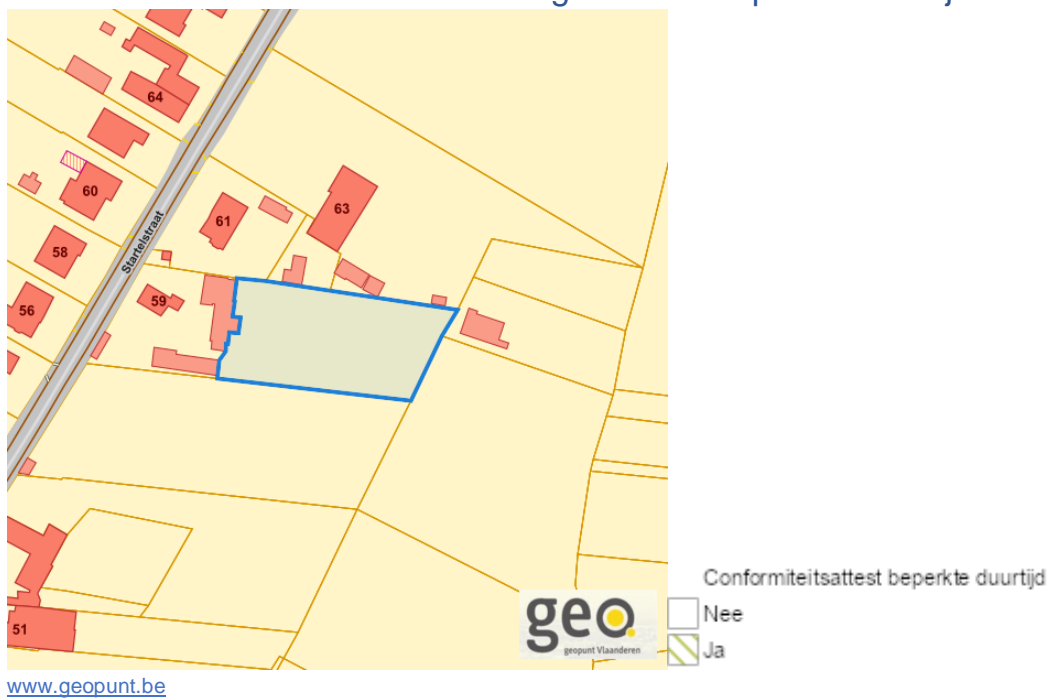 64
60
63
61
58
Startelstraat
59
56
51
geo.
geopunt Vlaanderen
Conformiteitsattest beperkte duurtijd
Nee
Ja
www.geopunt.be